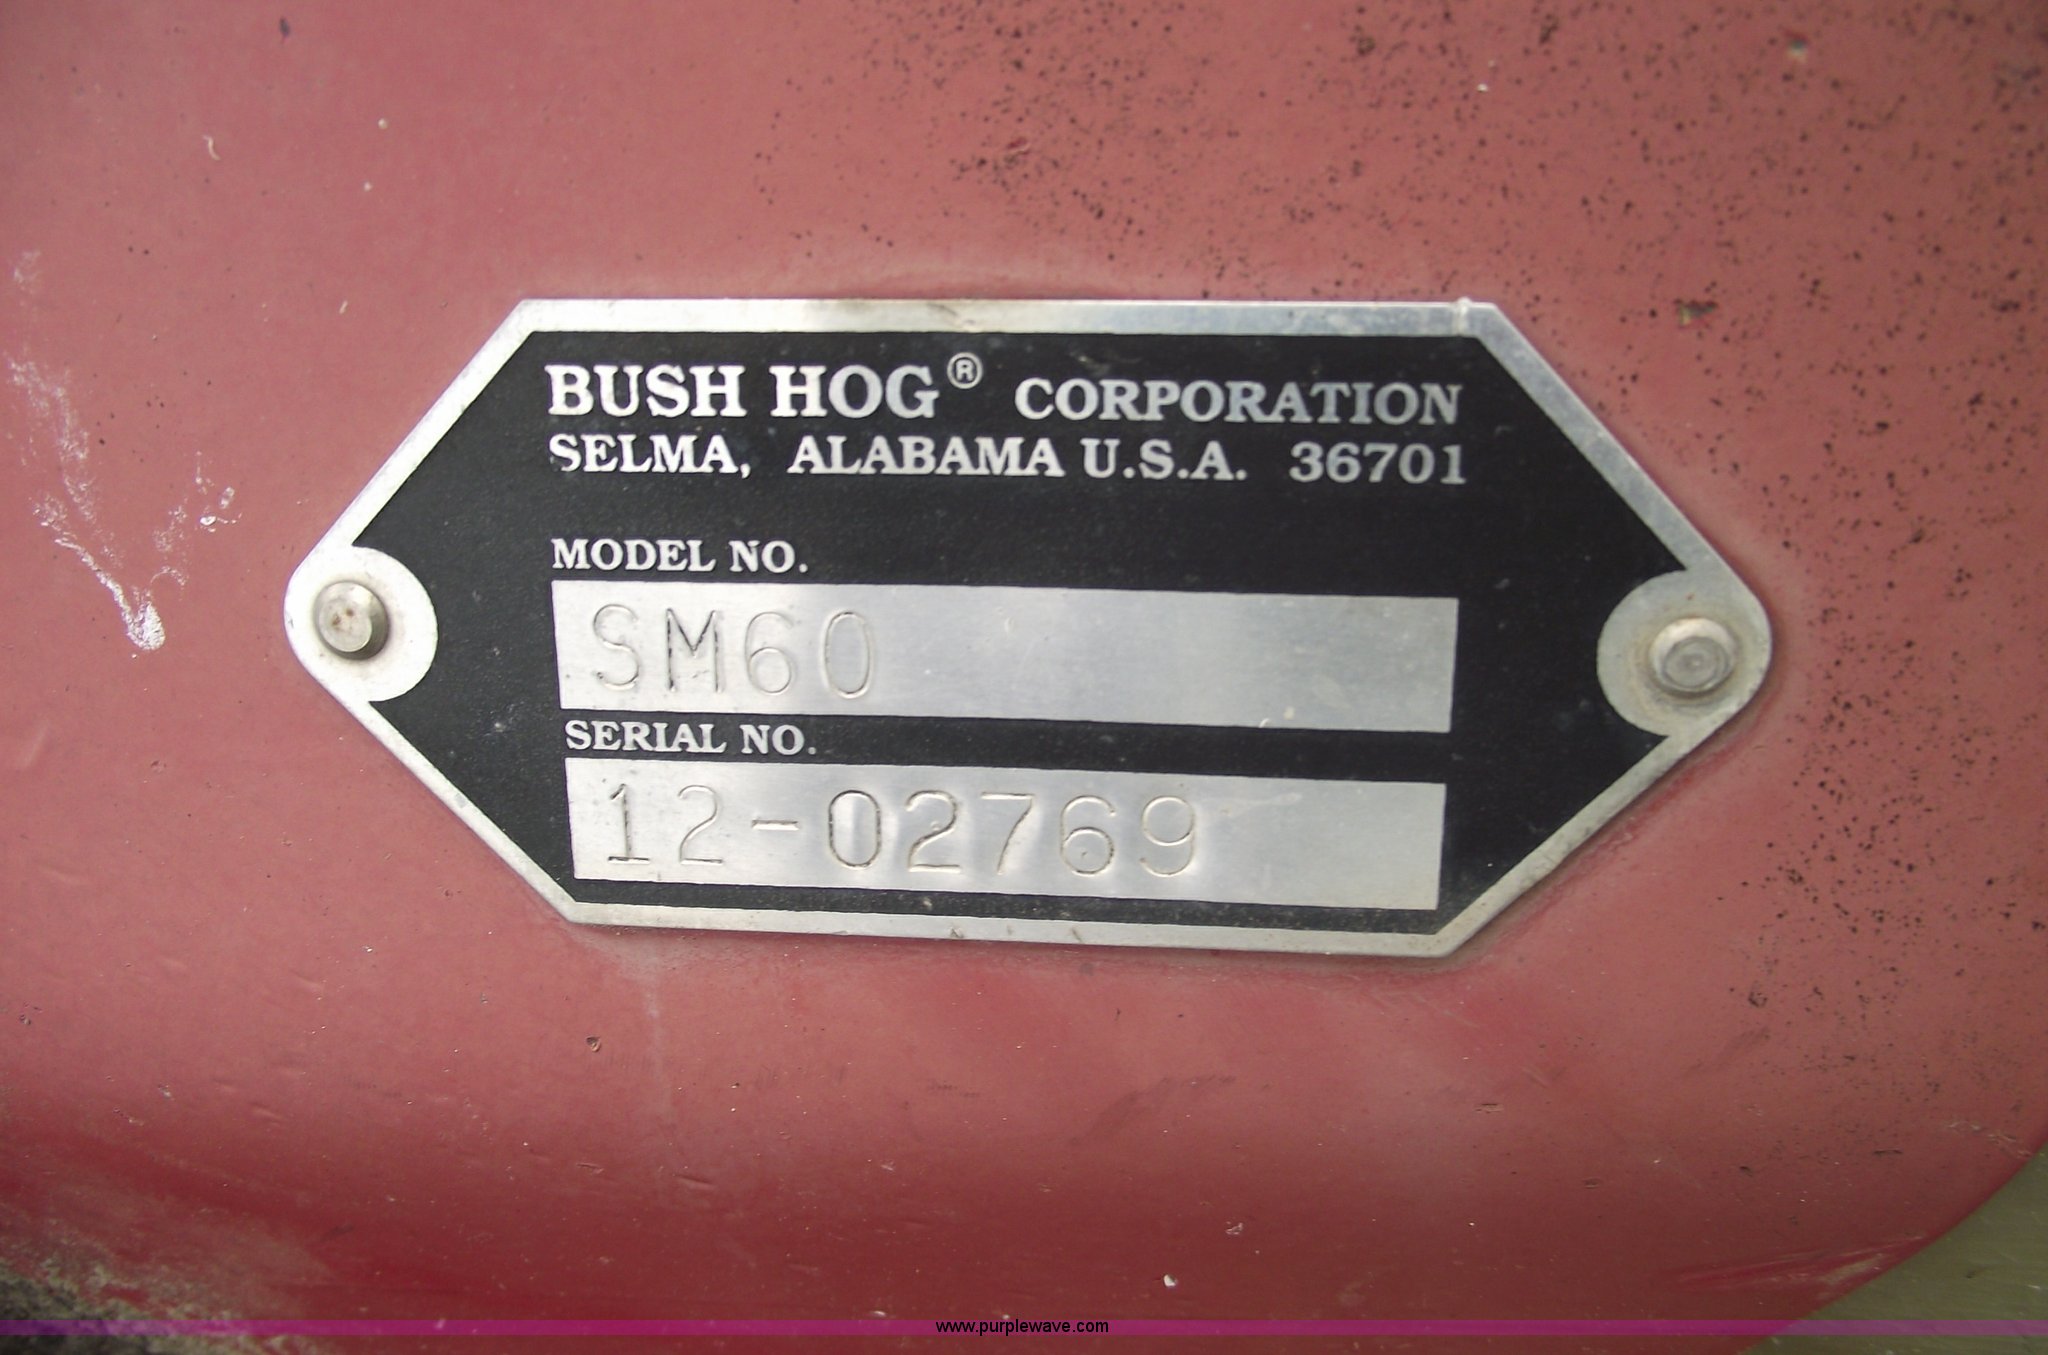 BUSH HOG® CORPORATION
SELMA, ALABAMA U.S.A. 36701
MODEL NO.
SM60
SERIAL NO.
12-02769
www.purplewave.com